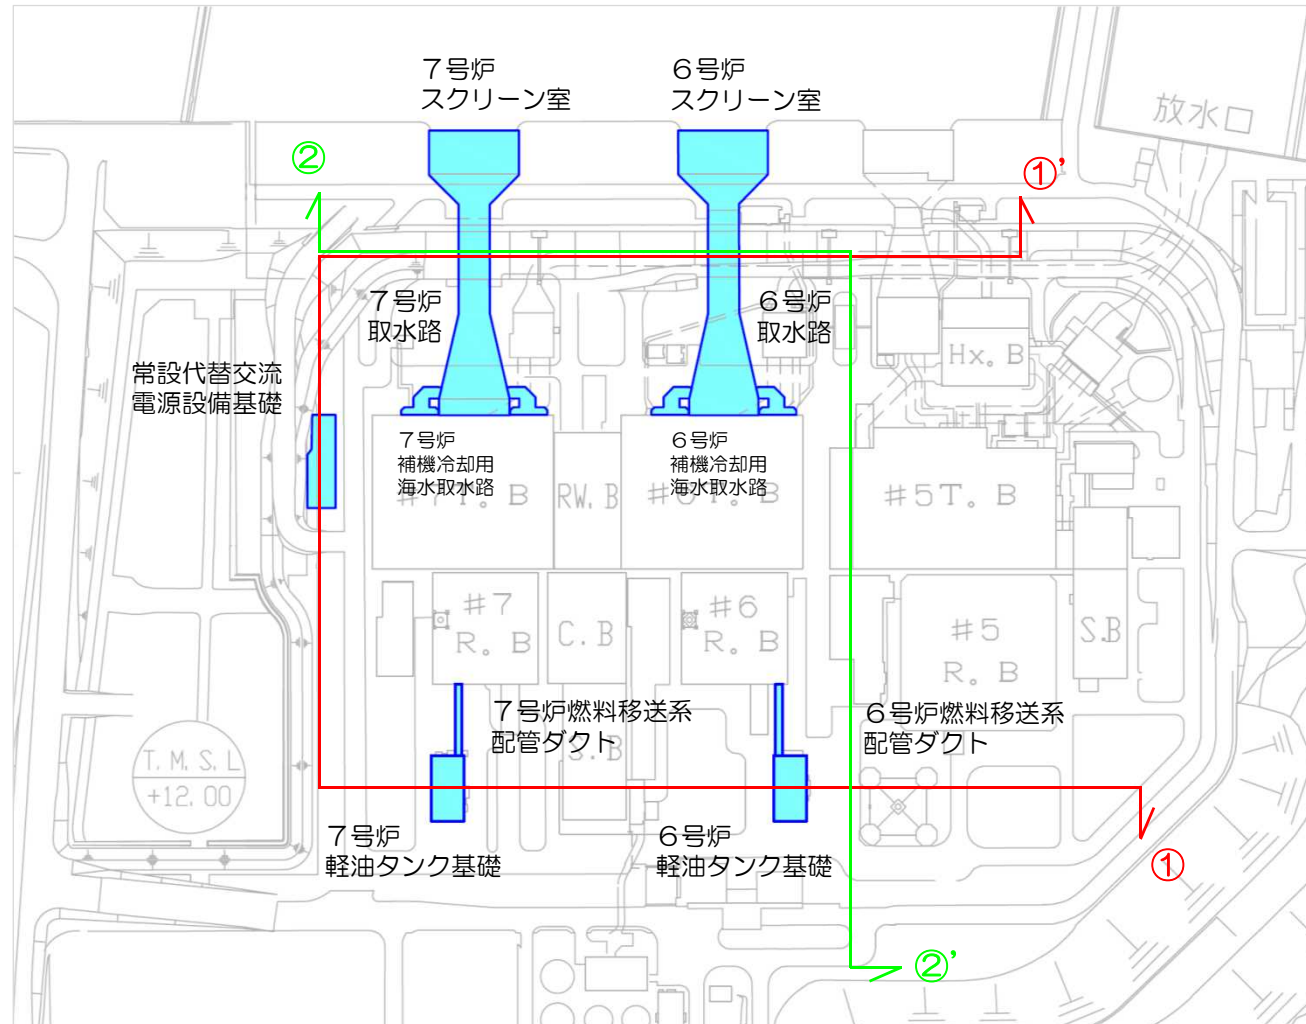 ７号炉
スクリーン室
６号炉
スクリーン室
放水口
②
①’
７号炉
取水路
６号炉
取水路
Hx. B
常設代替交流
電源設備基礎
７号炉
補機冷却用
海水取水路
６号炉
補機冷却用
海水取水路
#7T. B
RW. B
#6T. B
#5T. B
#7
R. B
C. B
#6
R. B
#5
R. B
S.B
７号炉燃料移送系
配管ダクト
６号炉燃料移送系
配管ダクト
S.B
T. M. S. L
+12. 00
７号炉
軽油タンク基礎
６号炉
軽油タンク基礎
①
②’